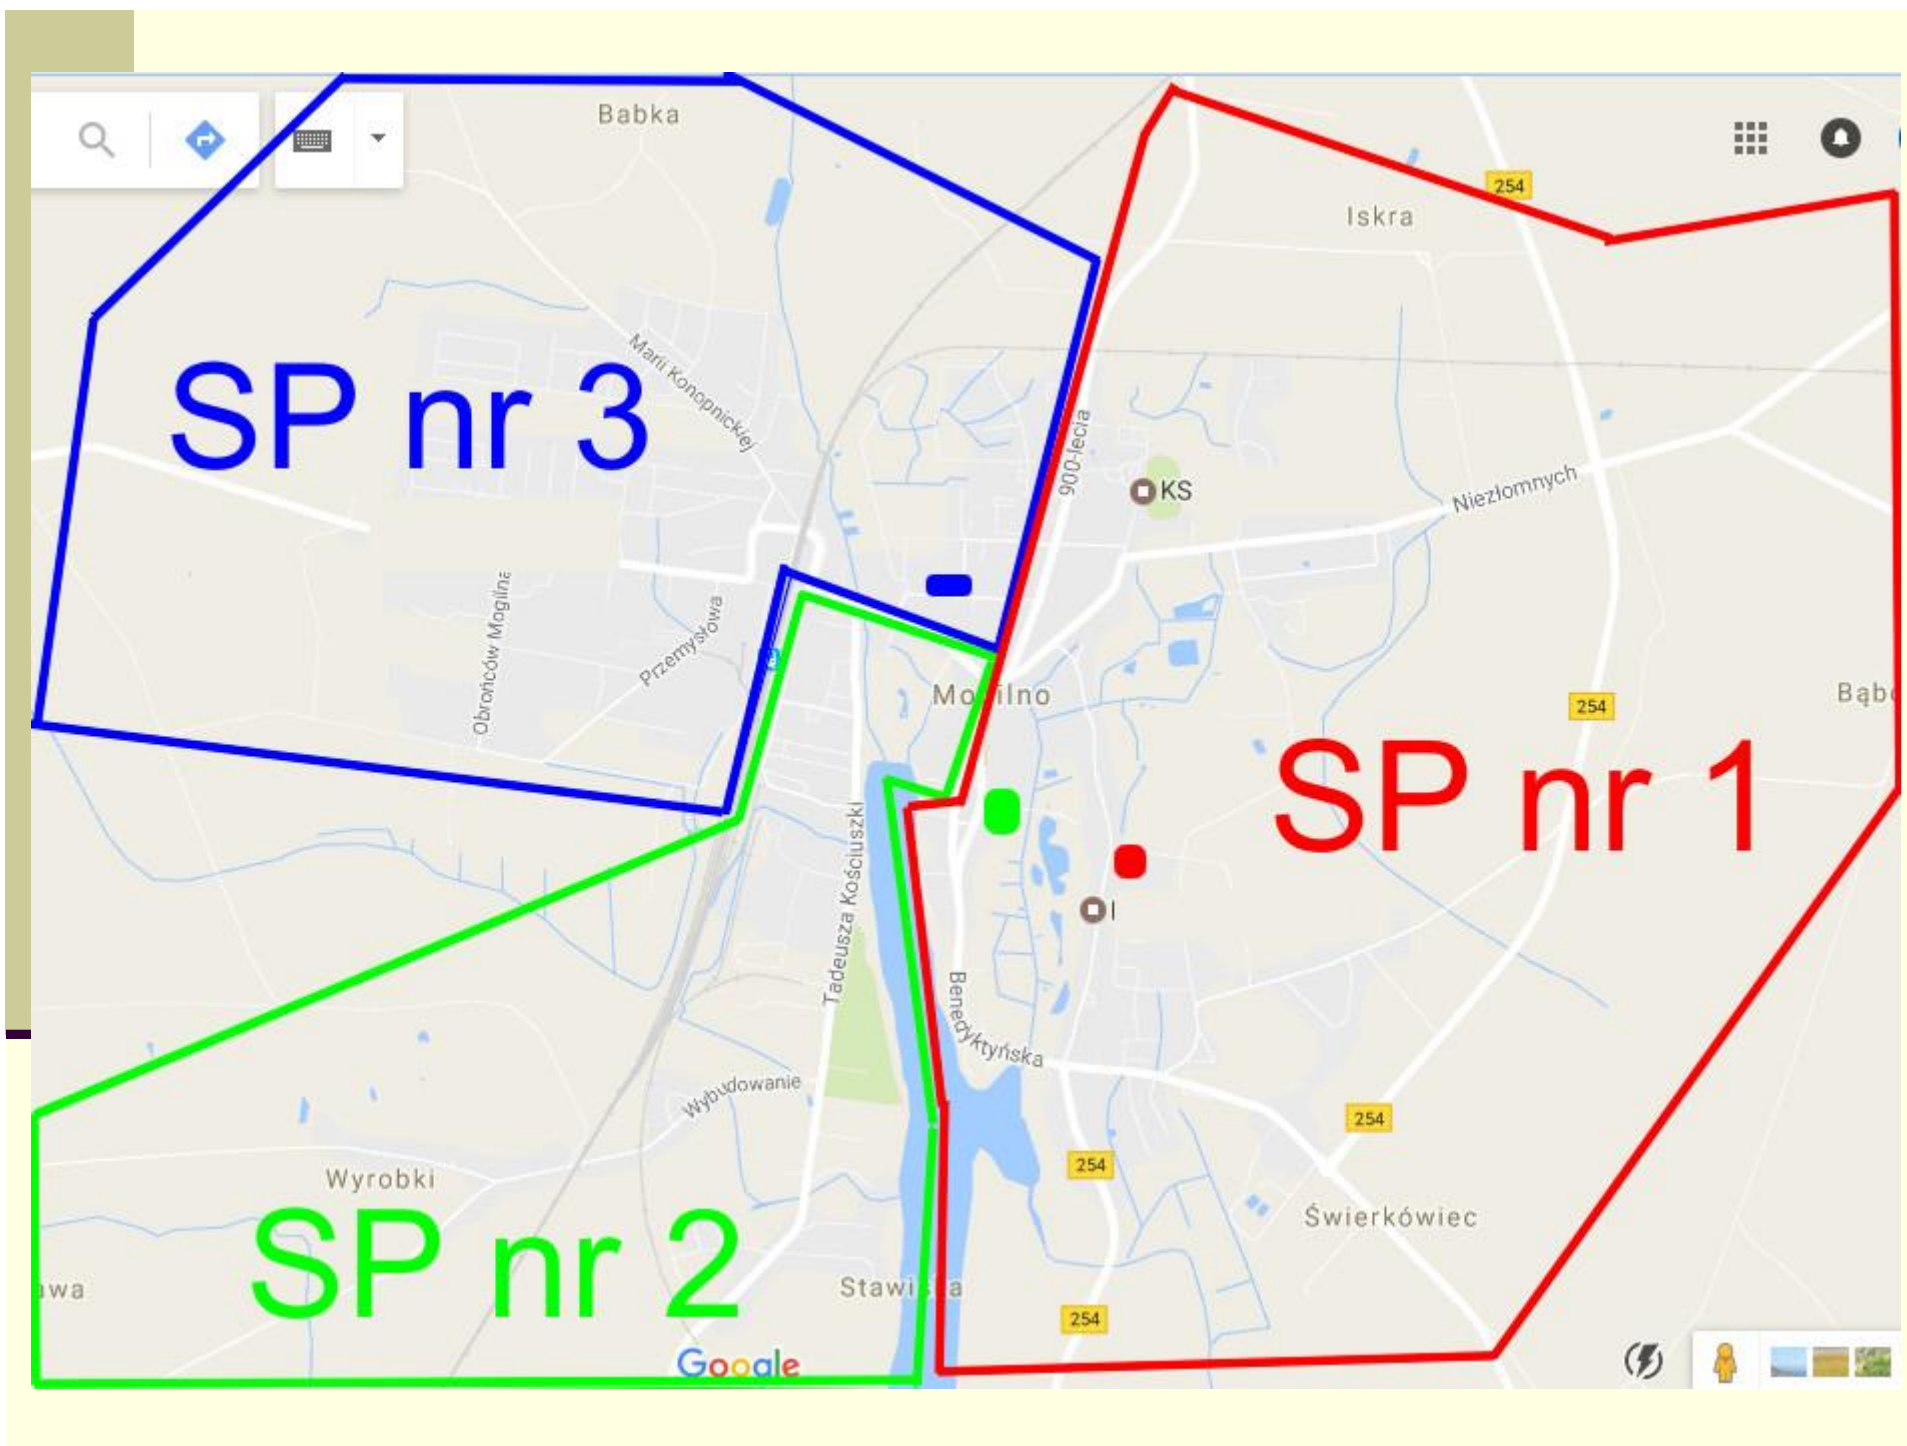 Babka
254
Iskra
Marii Konopnickiej
SP nr 3
900-lecia
KS
Niezłomnych
Obrońców Mogilna
Przemysłowa
Mogilno
254
SP nr 1
Tadeusza Kościuszki
I
Benedyktyńska
Wybudowanie
254
254
Wyrobki
Świerkówiec
SP nr 2
Stawiska
254
Google